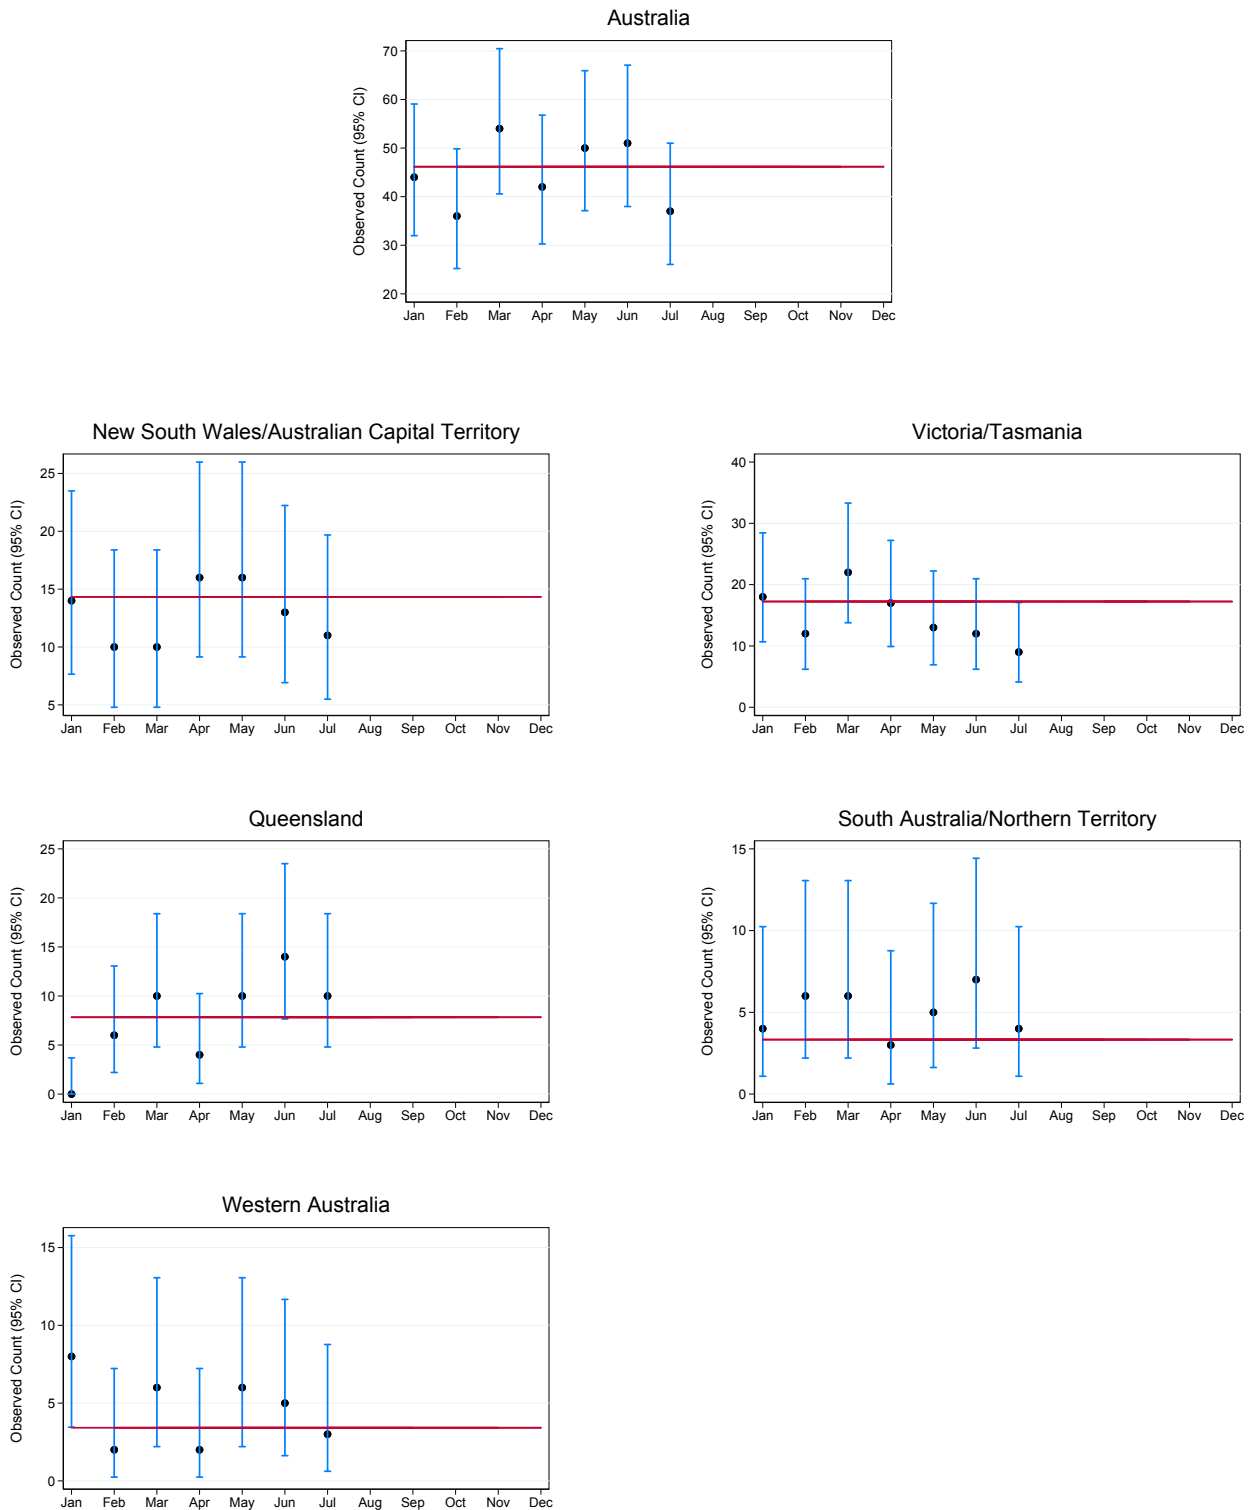 Australia
Observed Count (95% CI)
70
60
50
40
30
20
Jan Feb Mar Apr May Jun Jul Aug Sep Oct Nov Dec
New South Wales/Australian Capital Territory
Observed Count (95% CI)
25
20
15
10
5
Jan Feb Mar Apr May Jun Jul Aug Sep Oct Nov Dec
Victoria/Tasmania
Observed Count (95% CI)
40
30
20
10
0
Jan Feb Mar Apr May Jun Jul Aug Sep Oct Nov Dec
Queensland
Observed Count (95% CI)
25
20
15
10
5
0
Jan Feb Mar Apr May Jun Jul Aug Sep Oct Nov Dec
South Australia/Northern Territory
Observed Count (95% CI)
15
10
5
0
Jan Feb Mar Apr May Jun Jul Aug Sep Oct Nov Dec
Western Australia
Observed Count (95% CI)
15
10
5
0
Jan Feb Mar Apr May Jun Jul Aug Sep Oct Nov Dec